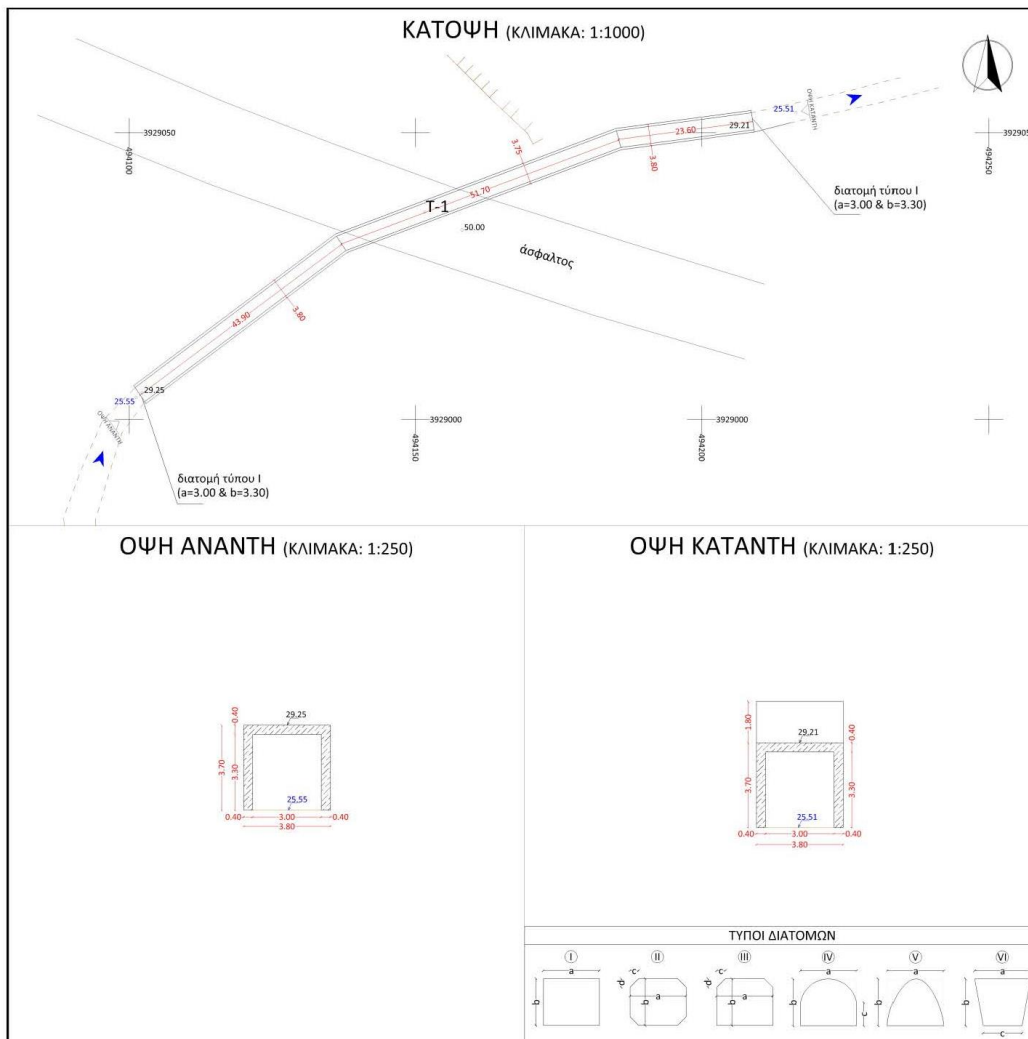 ΚΑΤΟΨΗ (ΚΛΙΜΑΚΑ: 1:1000)
25.51
ΟΨΗ ΚΑΤΑΝΤΗ
3929050
494100
3.75
23.60
29.21
3.80
494250
διατομή τύπου I
(a=3.00 & b=3.30)
51.70
T-1
50.00
άσφαλτος
43.90
3.80
29.25
25.55
ΟΨΗ ΑΝΑΝΤΗ
3929000
494150
3929000
494200
διατομή τύπου I
(a=3.00 & b=3.30)
ΟΨΗ ΑΝΑΝΤΗ (ΚΛΙΜΑΚΑ: 1:250)
0.40
29.25
3.70
3.30
25.55
0.40
3.00
0.40
3.80
ΟΨΗ ΚΑΤΑΝΤΗ (ΚΛΙΜΑΚΑ: 1:250)
1.80
29.21
0.40
3.70
3.30
25.51
0.40
3.00
0.40
3.80
ΤΥΠΟΙ ΔΙΑΤΟΜΩΝ
I II III IV V VI
a b
c d a b
c d a b
a b c
a b
a b c